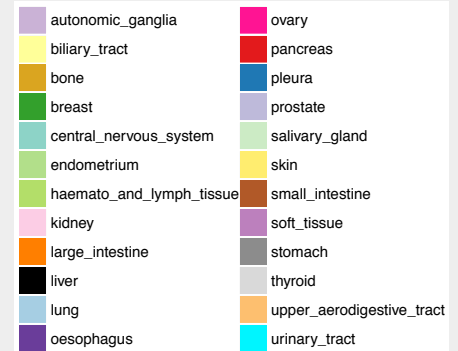 autonomic_ganglia
biliary_tract
bone
breast
central_nervous_system
endometrium
haemato_and_lymph_tissue
kidney
large_intestine
liver
lung
oesophagus
ovary
pancreas
pleura
prostate
salivary_gland
skin
small_intestine
soft_tissue
stomach
thyroid
upper_aerodigestive_tract
urinary_tract